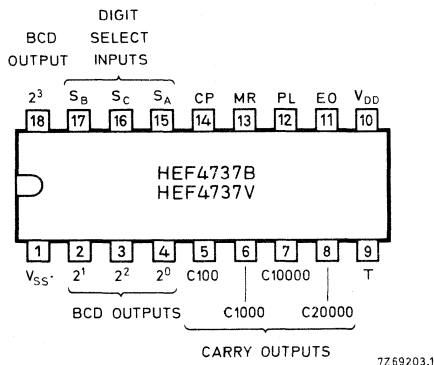 DIGIT
BCD SELECT
OUTPUT INPUTS
2³ S_B S_C S_A CP MR PL EO V_DD
18 17 16 15 14 13 12 11 10
HEF4737B
HEF4737V
1 2 3 4 5 6 7 8 9
V_SS. 2¹ 2² 2⁰ C100 C10000 T
BCD OUTPUTS C1000 C20000
CARRY OUTPUTS
7Z69203.1